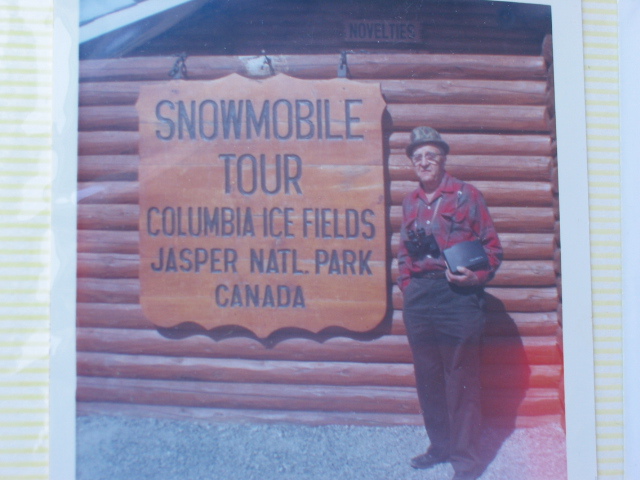 NOVELTIES
SNOWMOBILE
TOUR
COLUMBIA ICE FIELDS
JASPER NATL. PARK
CANADA